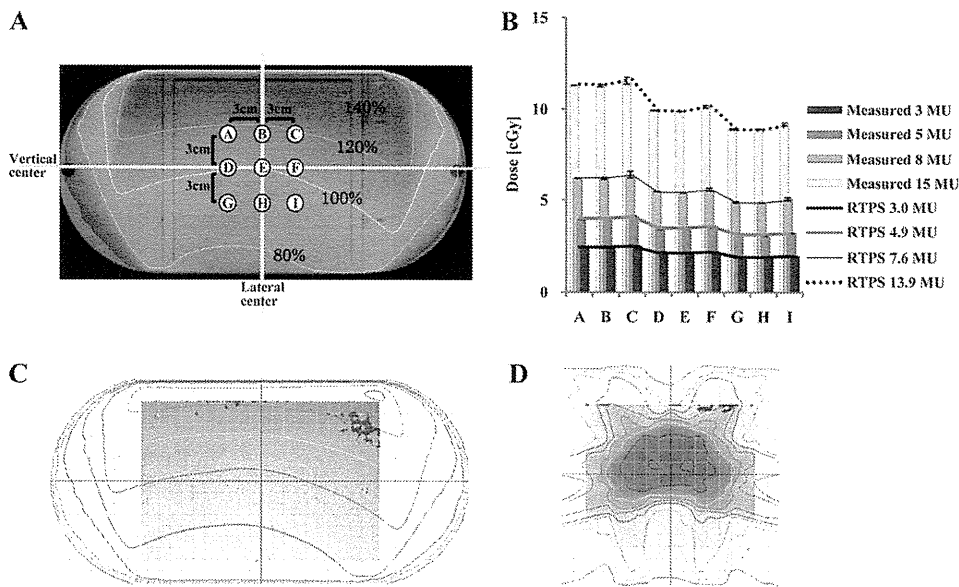 A
3cm 3cm
140%
A B C
3cm
120%
Vertical
center
D E F
3cm
100%
G H I
80%
Lateral
center
B
15
10
5
0
Dose [cGy]
A B C D E F G H I
Measured 3 MU
Measured 5 MU
Measured 8 MU
Measured 15 MU
RTPS 3.0 MU
RTPS 4.9 MU
RTPS 7.6 MU
RTPS 13.9 MU
C
D